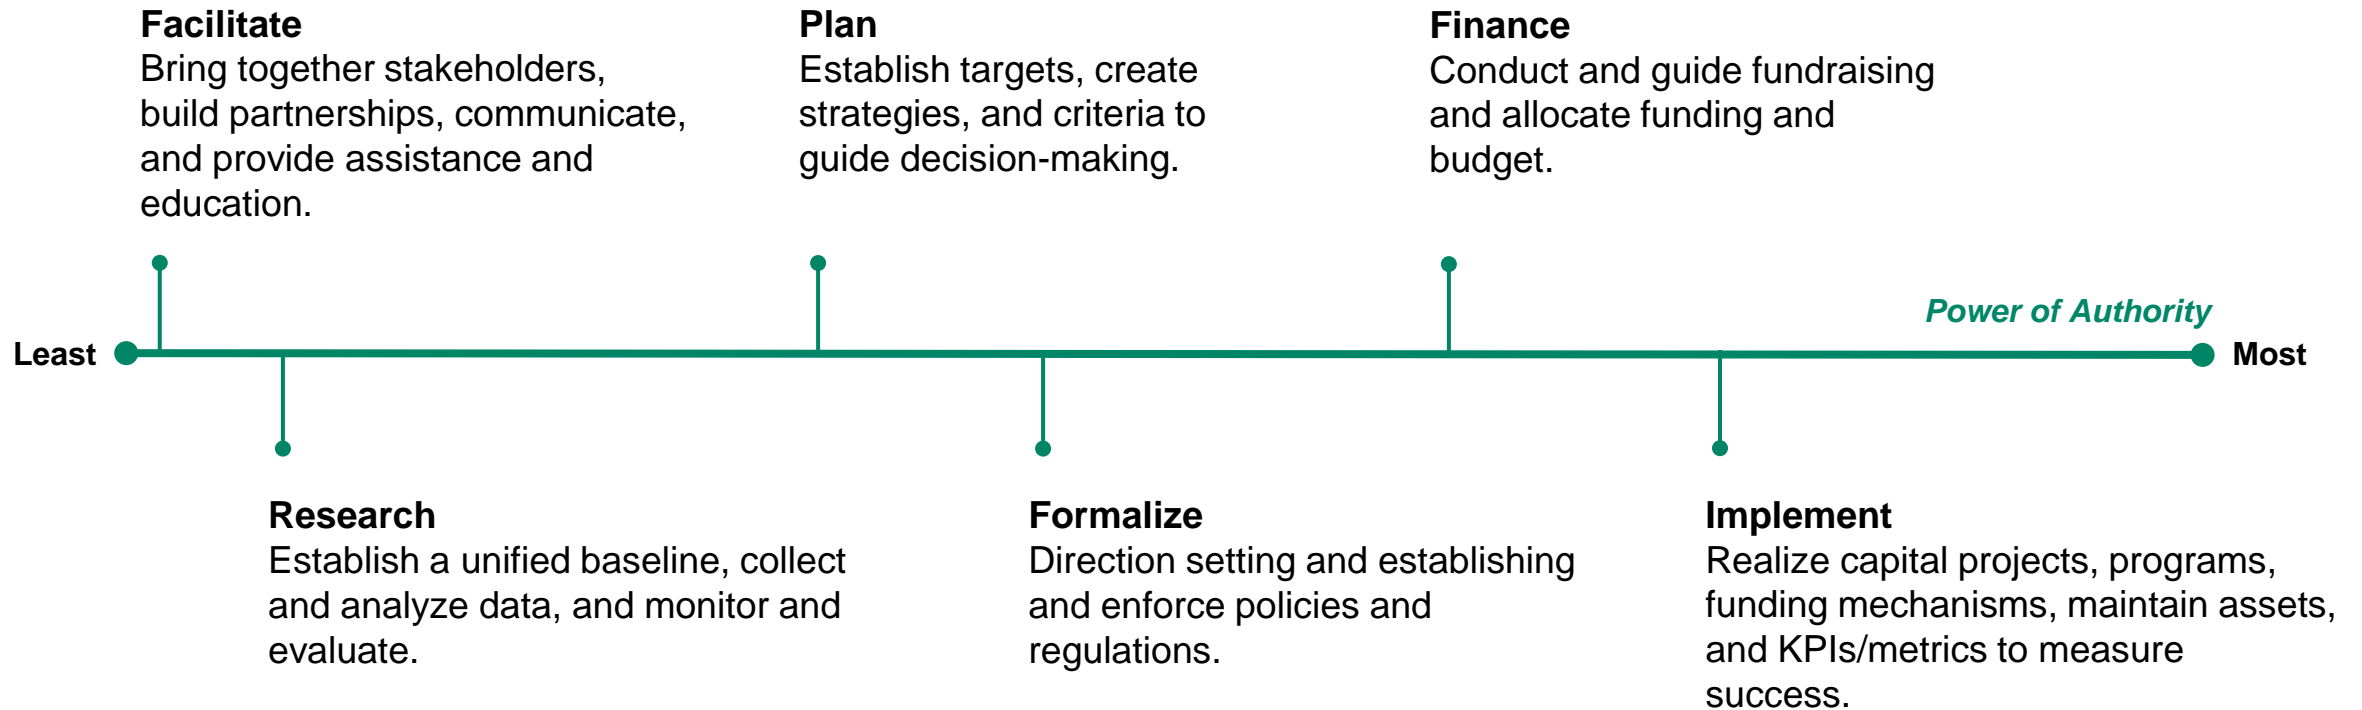 Facilitate
Bring together stakeholders,
build partnerships, communicate,
and provide assistance and
education.
Plan
Establish targets, create
strategies, and criteria to
guide decision-making.
Finance
Conduct and guide fundraising
and allocate funding and
budget.
Power of Authority
Least
Most
Research
Establish a unified baseline, collect
and analyze data, and monitor and
evaluate.
Formalize
Direction setting and establishing
and enforce policies and
regulations.
Implement
Realize capital projects, programs,
funding mechanisms, maintain assets,
and KPIs/metrics to measure
success.